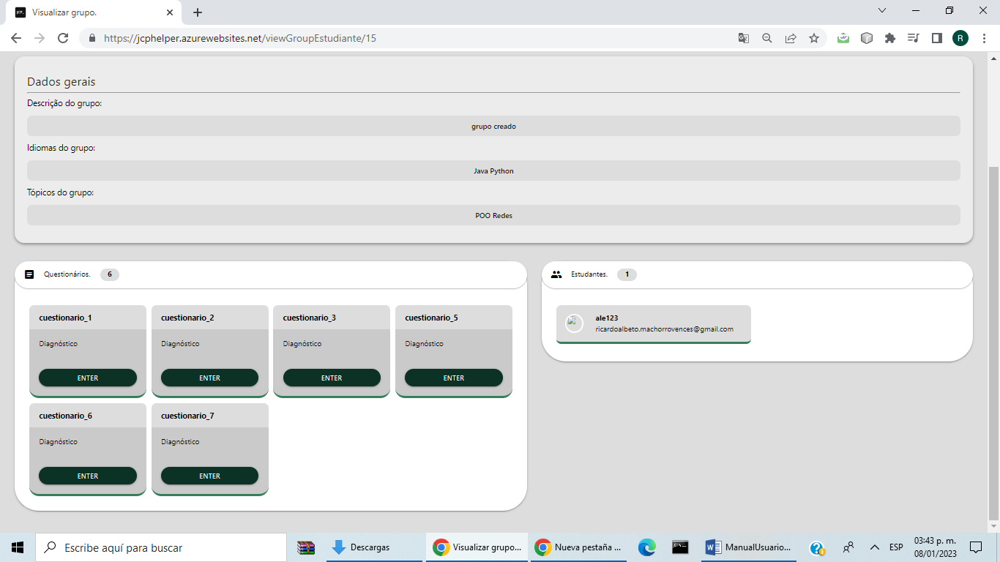 Visualizar grupo.
https://jcphelper.azurewebsites.net/viewGroupEstudiante/15
R
Dados gerais
Descrição do grupo:
grupo creado
Idiomas do grupo:
Java Python
Tópicos do grupo:
POO Redes
Questionários. 6
Estudantes. 1
cuestionario_1 cuestionario_2 cuestionario_3 cuestionario_5
Diagnóstico Diagnóstico Diagnóstico Diagnóstico
ENTER ENTER ENTER ENTER
cuestionario_6 cuestionario_7
Diagnóstico Diagnóstico
ENTER ENTER
ale123
ricardoalbeto.machorrovences@gmail.com
Escribe aquí para buscar
Descargas
Visualizar grupo...
Nueva pestaña ...
ManualUsuario...
ESP
03:43 p. m.
08/01/2023